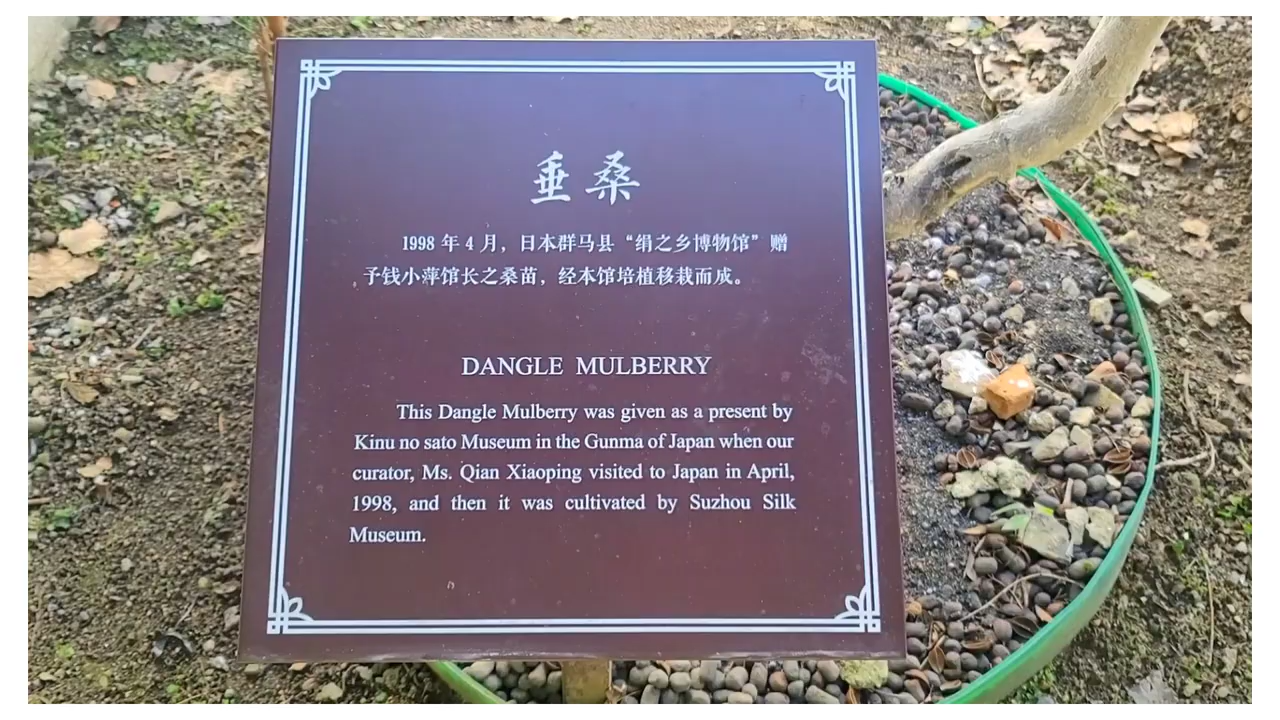 垂桑
1998 年 4 月，日本群马县“绢之乡博物馆”赠
予钱小萍馆长之桑苗，经本馆培植移栽而成。
DANGLE MULBERRY
This Dangle Mulberry was given as a present by
Kinu no sato Museum in the Gunma of Japan when our
curator, Ms. Qian Xiaoping visited to Japan in April,
1998, and then it was cultivated by Suzhou Silk
Museum.